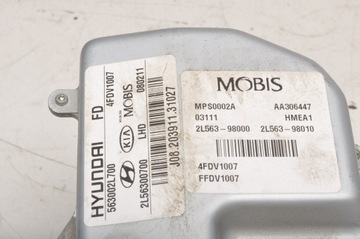 HYUNDAI
FD
4FDV1007
MOBIS
080211
KIA
LHD
563002L700
2L56300700
J08.203911.31027
MOBIS
MPS0002A AA306447
03111 HMEA1
2L563-98000 2L563-98010
4FDV1007
FFDV1007